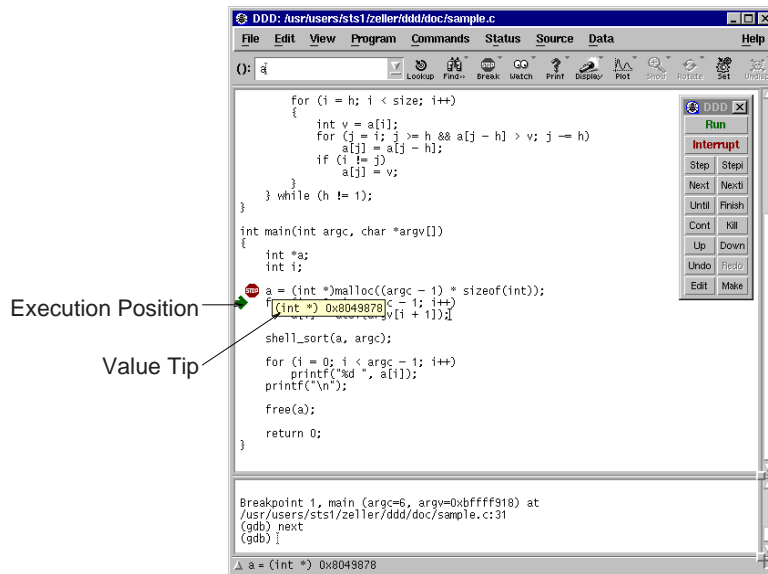 DDD: /usr/users/sts1/zeller/ddd/doc/sample.c
File Edit View Program Commands Status Source Data Help
(): a
Lookup Find>> Break Watch Print Display Plot Show Rotate Set Undisp
for (i = h; i < size; i++)
{
int v = a[i];
for (j = i; j >= h && a[j - h] > v; j -= h)
a[j] = a[j - h];
if (i != j)
a[j] = v;
}
} while (h != 1);
}
int main(int argc, char *argv[])
{
int *a;
int i;
STOP a = (int *)malloc((argc - 1) * sizeof(int));
c - 1; i++)
(int *) 0x8049878
v[i + 1]);
shell_sort(a, argc);
for (i = 0; i < argc - 1; i++)
printf("%d ", a[i]);
printf("\n");
free(a);
return 0;
}
DDD
Run
Interrupt
Step Stepi
Next Nexti
Until Finish
Cont Kill
Up Down
Undo Redo
Edit Make
Execution Position
Value Tip
Breakpoint 1, main (argc=6, argv=0xbffff918) at
/usr/users/sts1/zeller/ddd/doc/sample.c:31
(gdb) next
(gdb)
a = (int *) 0x8049878